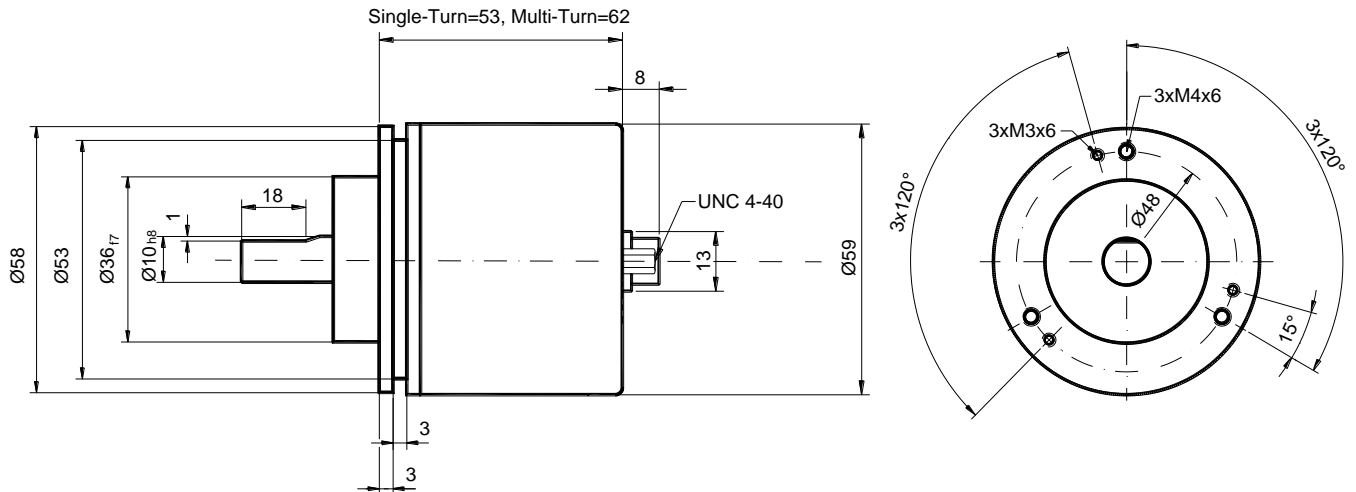 Single-Turn=53, Multi-Turn=62
8
18
1
Ø58
Ø53
Ø36f7
Ø10h8
UNC 4-40
13
Ø59
3
3
3xM4x6
3xM3x6
3x120°
3x120°
Ø48
15°